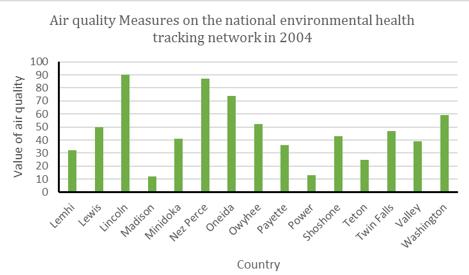 Air quality Measures on the national environmental health
tracking network in 2004
Value of air quality
100
90
80
70
60
50
40
30
20
10
0
Lemhi
Lewis
Lincoln
Madison
Minidoka
Nez Perce
Oneida
Owyhee
Payette
Power
Shoshone
Teton
Twin Falls
Valley
Washington
Country